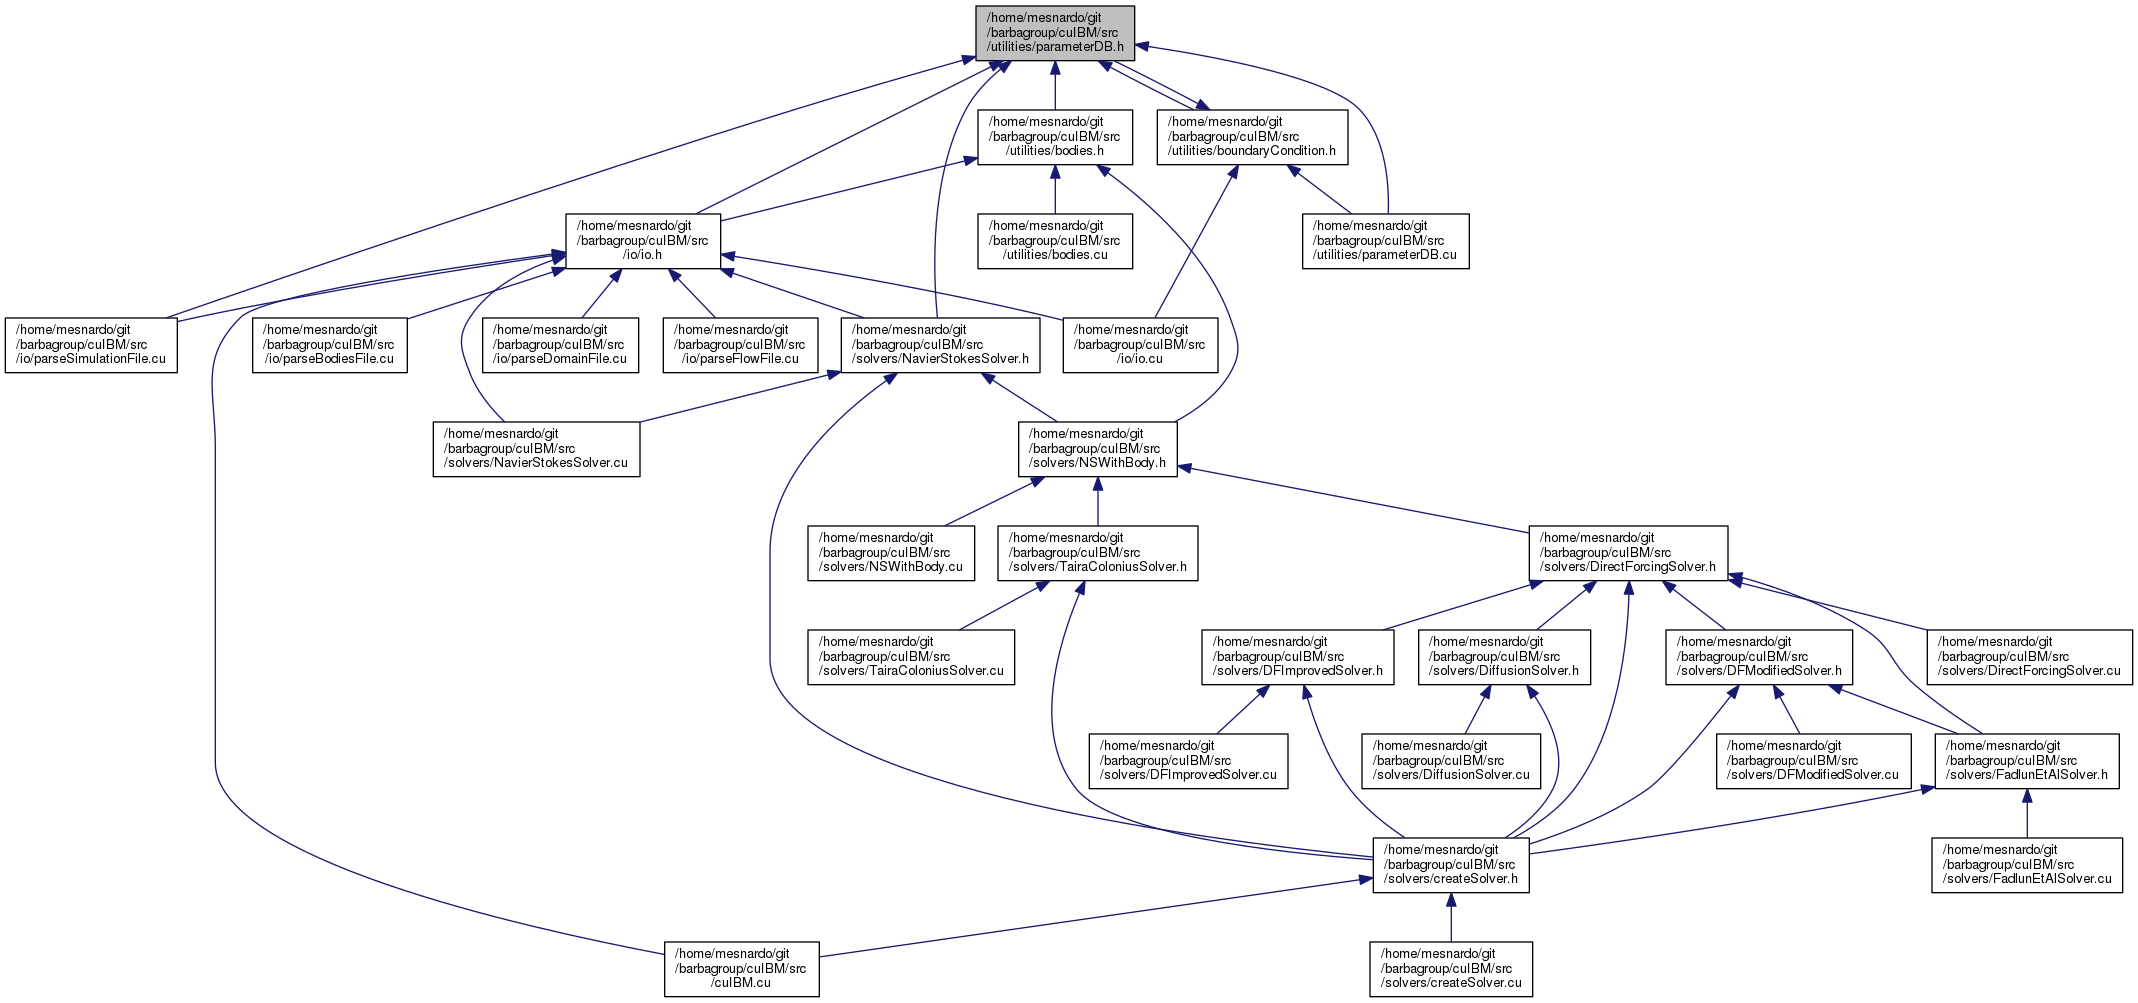 /home/mesnardo/git
/barbagroup/cuIBM/src
/utilities/parameterDB.h
/home/mesnardo/git
/barbagroup/cuIBM/src
/utilities/bodies.h
/home/mesnardo/git
/barbagroup/cuIBM/src
/utilities/boundaryCondition.h
/home/mesnardo/git
/barbagroup/cuIBM/src
/io/io.h
/home/mesnardo/git
/barbagroup/cuIBM/src
/utilities/bodies.cu
/home/mesnardo/git
/barbagroup/cuIBM/src
/utilities/parameterDB.cu
/home/mesnardo/git
/barbagroup/cuIBM/src
/io/parseSimulationFile.cu
/home/mesnardo/git
/barbagroup/cuIBM/src
/io/parseBodiesFile.cu
/home/mesnardo/git
/barbagroup/cuIBM/src
/io/parseDomainFile.cu
/home/mesnardo/git
/barbagroup/cuIBM/src
/io/parseFlowFile.cu
/home/mesnardo/git
/barbagroup/cuIBM/src
/solvers/NavierStokesSolver.h
/home/mesnardo/git
/barbagroup/cuIBM/src
/io/io.cu
/home/mesnardo/git
/barbagroup/cuIBM/src
/solvers/NavierStokesSolver.cu
/home/mesnardo/git
/barbagroup/cuIBM/src
/solvers/NSWithBody.h
/home/mesnardo/git
/barbagroup/cuIBM/src
/solvers/NSWithBody.cu
/home/mesnardo/git
/barbagroup/cuIBM/src
/solvers/TairaColoniusSolver.h
/home/mesnardo/git
/barbagroup/cuIBM/src
/solvers/DirectForcingSolver.h
/home/mesnardo/git
/barbagroup/cuIBM/src
/solvers/TairaColoniusSolver.cu
/home/mesnardo/git
/barbagroup/cuIBM/src
/solvers/DFImprovedSolver.h
/home/mesnardo/git
/barbagroup/cuIBM/src
/solvers/DiffusionSolver.h
/home/mesnardo/git
/barbagroup/cuIBM/src
/solvers/DFModifiedSolver.h
/home/mesnardo/git
/barbagroup/cuIBM/src
/solvers/DirectForcingSolver.cu
/home/mesnardo/git
/barbagroup/cuIBM/src
/solvers/DFImprovedSolver.cu
/home/mesnardo/git
/barbagroup/cuIBM/src
/solvers/DiffusionSolver.cu
/home/mesnardo/git
/barbagroup/cuIBM/src
/solvers/DFModifiedSolver.cu
/home/mesnardo/git
/barbagroup/cuIBM/src
/solvers/FadlunEtAlSolver.h
/home/mesnardo/git
/barbagroup/cuIBM/src
/solvers/createSolver.h
/home/mesnardo/git
/barbagroup/cuIBM/src
/solvers/FadlunEtAlSolver.cu
/home/mesnardo/git
/barbagroup/cuIBM/src
/cuIBM.cu
/home/mesnardo/git
/barbagroup/cuIBM/src
/solvers/createSolver.cu